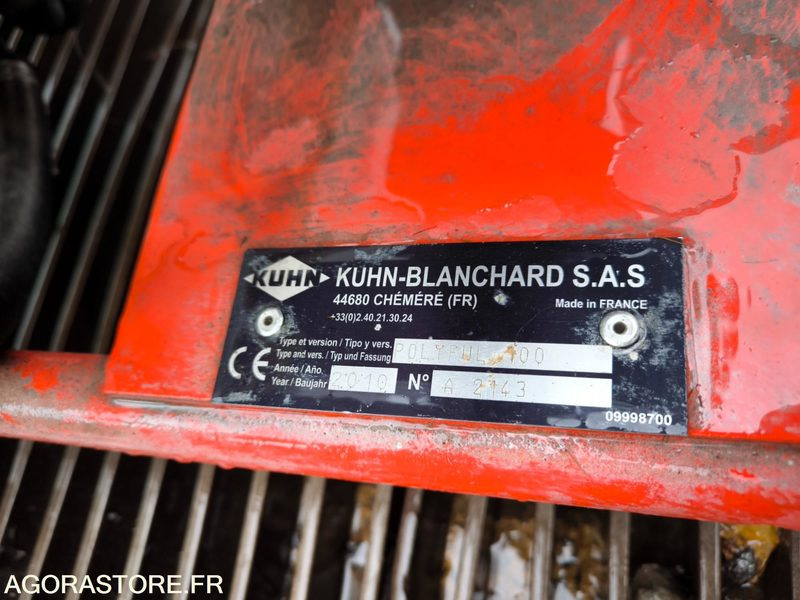 KUHN
KUHN-BLANCHARD S.A.S
44680 CHÉMÉRÉ (FR)
Made in FRANCE
+33(0)2.40.21.30.24
Type et version / Tipo y vers.
Type and vers. / Typ und Fassung
Année / Año
Year / Baujahr
2010
N° A 2143
CE
09998700
AGORASTORE.FR